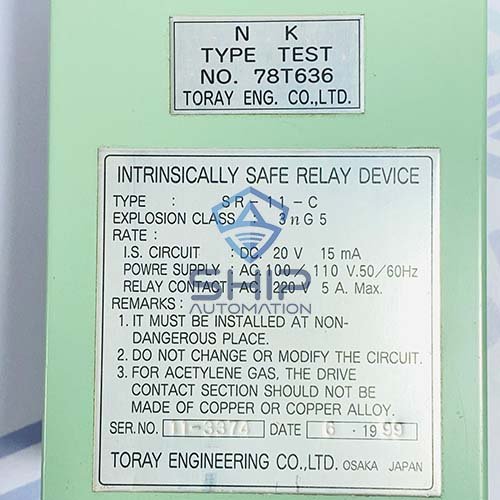 N K
TYPE TEST
NO. 78T636
TORAY ENG. CO.,LTD.
INTRINSICALLY SAFE RELAY DEVICE
TYPE : SR-11-C
EXPLOSION CLASS : 3nG5
RATE :
I.S. CIRCUIT : DC. 20 V 15 mA
POWRE SUPPLY : AC. 100 / 110 V. 50/60Hz
RELAY CONTACT : AC. 220 V 5 A. Max.
SHIP
AUTOMATION
REMARKS :
1. IT MUST BE INSTALLED AT NON-
DANGEROUS PLACE.
2. DO NOT CHANGE OR MODIFY THE CIRCUIT.
3. FOR ACETYLENE GAS, THE DRIVE
CONTACT SECTION SHOULD NOT BE
MADE OF COPPER OR COPPER ALLOY.
SER.NO. 11-3374 DATE 6 · 1999
TORAY ENGINEERING CO.,LTD. OSAKA JAPAN